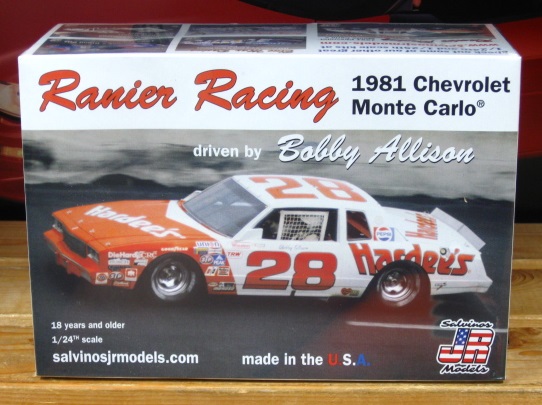 Ranier Racing
1981 Chevrolet
Monte Carlo®
driven by Bobby Allison
28
Hardee's
Hardee's
PEPSI
DieHard
28
Hardee's
18 years and older
1/24TH scale
salvinosjrmodels.com
made in the U.S.A.
Salvinos
JR
Models